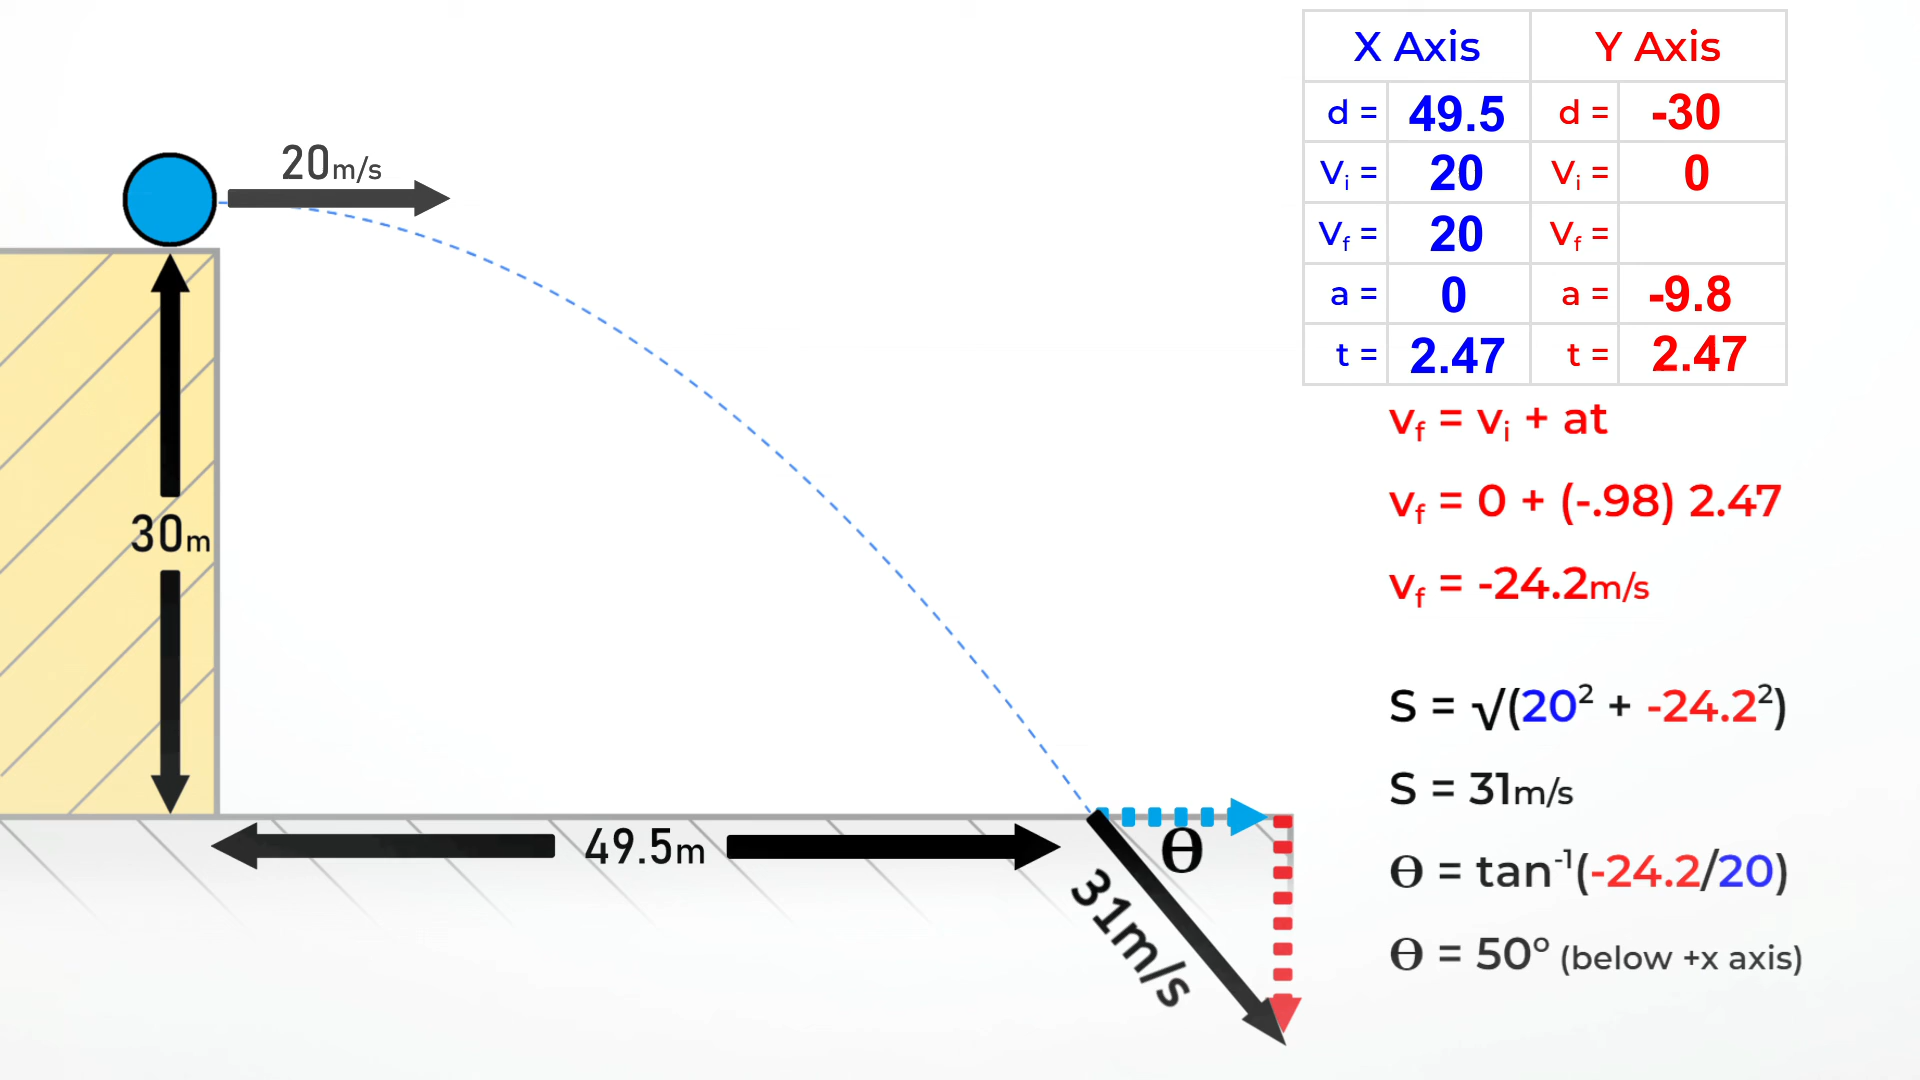 20m/s
30m
49.5m
ɵ
31m/s
X Axis Y Axis
d = 49.5 d = -30
Vi = 20 Vi = 0
Vf = 20 Vf =
a = 0 a = -9.8
t = 2.47 t = 2.47
vf = vi + at
vf = 0 + (-.98) 2.47
vf = -24.2m/s
S = √(20² + -24.2²)
S = 31m/s
ɵ = tan⁻¹(-24.2/20)
ɵ = 50º (below +x axis)